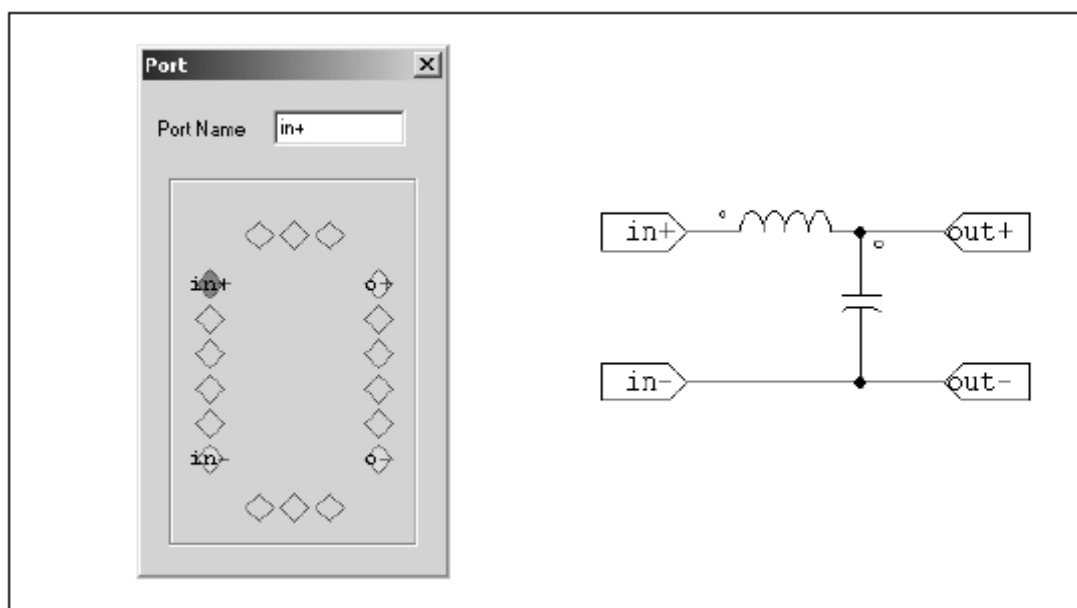 Port
Port Name in+
in+ o+
in- o-
in+ out+
in- out-